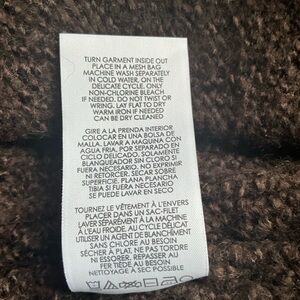 TURN GARMENT INSIDE OUT
PLACE IN A MESH BAG
MACHINE WASH SEPARATELY
IN COLD WATER, ON THE
DELICATE CYCLE. ONLY
NON-CHLORINE BLEACH
IF NEEDED. DO NOT TWIST OR
WRING. LAY FLAT TO DRY
WARM IRON IF NEEDED
CAN BE DRY CLEANED
GIRE A LA PRENDA INTERIOR
COLOCAR EN UNA BOLSA DE
MALLA. LAVAR A MAQUINA CON
AGUA FRIA, POR SEPARADO EN
CICLO DELICADO. SOLAMENTE
BLANQUEADOR SIN CLORO SI
FUERA NECESARIO. NO EXPRIMIR
NI RETORCER. SECAR SOBRE
SUPERFICIE. PLANA PLANCHA
TIBIA SI FUERA NECESARIO
SE PUEDE LAVAR EN SECO
TOURNEZ LE VÊTEMENT À L'ENVERS
PLACER DANS UN SAC-FILET
LAVER SÉPARÉMENT À LA MACHINE
À L'EAU FROIDE, AU CYCLE DÉLICAT
UTILISER UN AGENT DE BLANCHÎMENT
SANS CHLORE AU BESOIN
SÉCHER À PLAT, NE PAS TORDRE
NI ESSORER. REPASSER AU
FER TIÈDE AU BESOIN
NETTOYAGE A SEC POSSIBLE